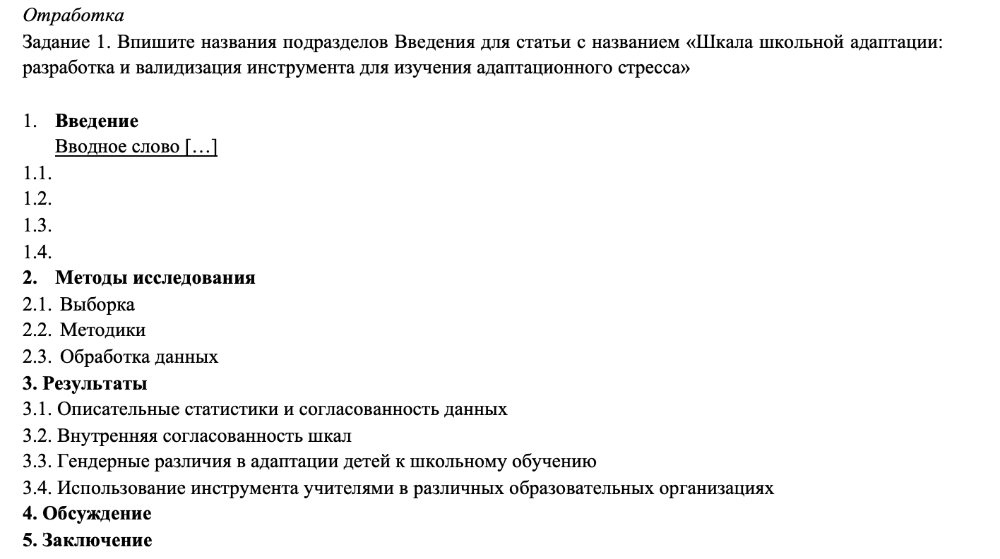 Отработка
Задание 1. Впишите названия подразделов Введения для статьи с названием «Шкала школьной адаптации:
разработка и валидизация инструмента для изучения адаптационного стресса»
1. Введение
Вводное слово […]
1.1.
1.2.
1.3.
1.4.
2. Методы исследования
2.1. Выборка
2.2. Методики
2.3. Обработка данных
3. Результаты
3.1. Описательные статистики и согласованность данных
3.2. Внутренняя согласованность шкал
3.3. Гендерные различия в адаптации детей к школьному обучению
3.4. Использование инструмента учителями в различных образовательных организациях
4. Обсуждение
5. Заключение